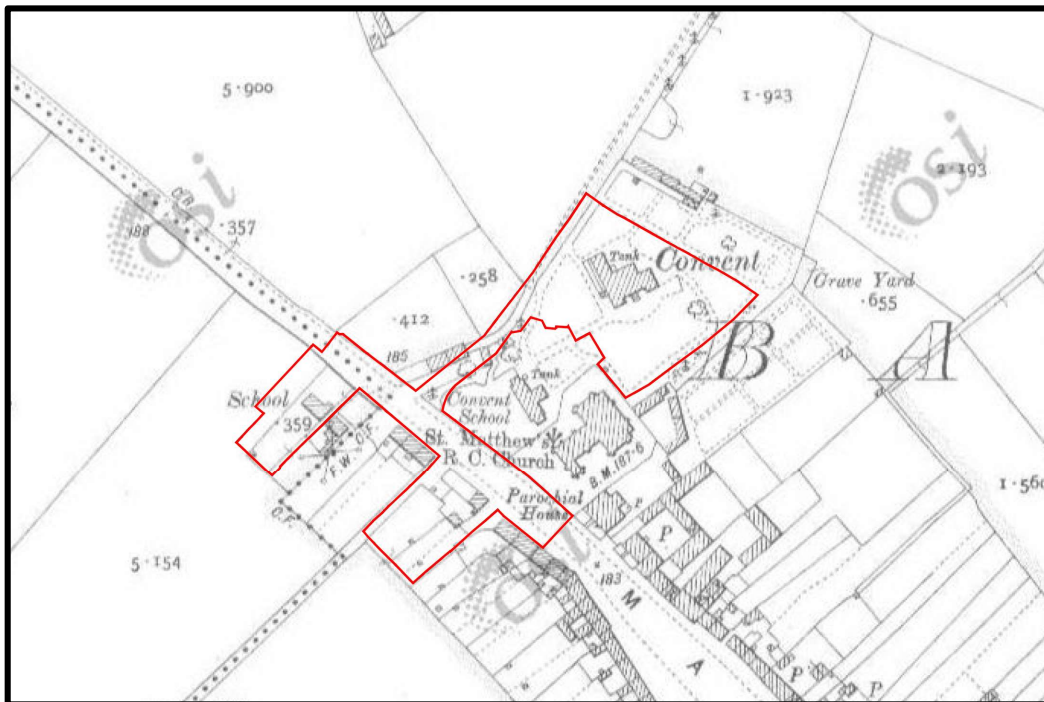 5·900
1·923
2·193
osi
osi
188
·357
·258
·412
185
Tank
Convent
Grave Yard
·655
B A
School
359
Convent
School
Tank
St. Matthew's
R. C. Church
B.M.187·6
C.F.
F.W.
C.F.
Parochial
House
P
P
1·560
5·154
osi
183
M
A
P
P